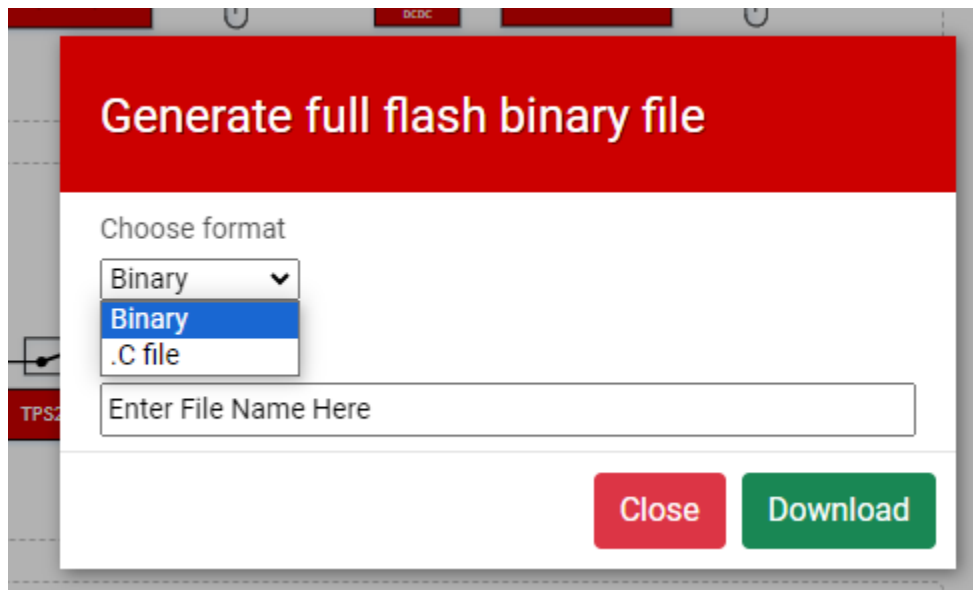 DCDC
Generate full flash binary file
Choose format
Binary
Binary
.C file
TPS2
Enter File Name Here
Close Download